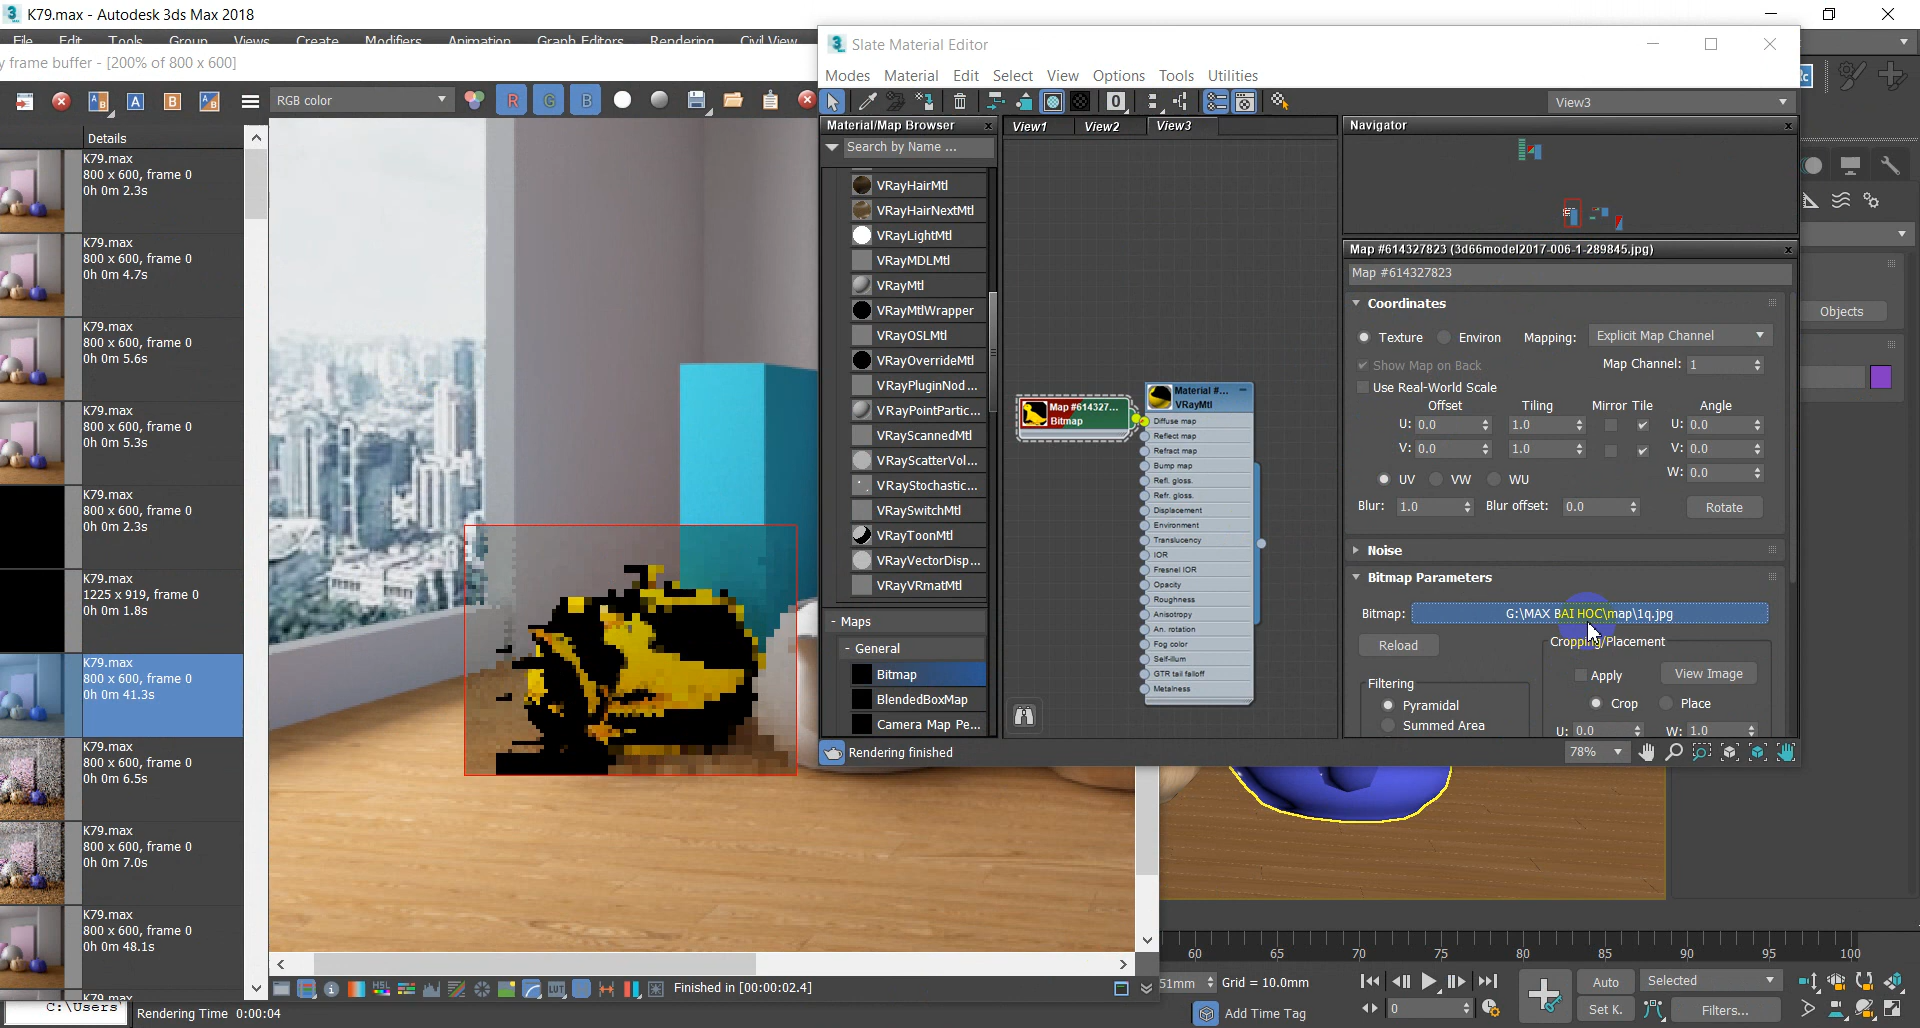 K79.max - Autodesk 3ds Max 2018
File Edit Tools Group Views Create Modifiers Animation Graph Editors Rendering Civil View
y frame buffer - [200% of 800 x 600]
RGB color
R G B
Details
K79.max
800 x 600, frame 0
0h 0m 2.3s
K79.max
800 x 600, frame 0
0h 0m 4.7s
K79.max
800 x 600, frame 0
0h 0m 5.6s
K79.max
800 x 600, frame 0
0h 0m 5.3s
K79.max
800 x 600, frame 0
0h 0m 2.3s
K79.max
1225 x 919, frame 0
0h 0m 1.8s
K79.max
800 x 600, frame 0
0h 0m 41.3s
K79.max
800 x 600, frame 0
0h 0m 6.5s
K79.max
800 x 600, frame 0
0h 0m 7.0s
K79.max
800 x 600, frame 0
0h 0m 48.1s
K79.max
Finished in [00:00:02.4]
C:\Users
Rendering Time 0:00:04
Slate Material Editor
Modes Material Edit Select View Options Tools Utilities
View3
Material/Map Browser
Search by Name ...
VRayHairMtl
VRayHairNextMtl
VRayLightMtl
VRayMDLMtl
VRayMtl
VRayMtlWrapper
VRayOSLMtl
VRayOverrideMtl
VRayPluginNod...
VRayPointPartic...
VRayScannedMtl
VRayScatterVol...
VRayStochastic...
VRaySwitchMtl
VRayToonMtl
VRayVectorDisp...
VRayVRmatMtl
- Maps
- General
Bitmap
BlendedBoxMap
Camera Map Pe...
Rendering finished
View1 View2 View3
Map #614327...
Bitmap
Material #...
VRayMtl
Diffuse map
Reflect map
Refract map
Bump map
Refl. gloss.
Refr. gloss.
Displacement
Environment
Translucency
IOR
Fresnel IOR
Opacity
Roughness
Anisotropy
An. rotation
Fog color
Self-illum
GTR tail falloff
Metalness
Navigator
Map #614327823 (3d66model2017-006-1-289845.jpg)
Map #614327823
Coordinates
Texture Environ Mapping: Explicit Map Channel
Show Map on Back Map Channel: 1
Use Real-World Scale
Offset Tiling Mirror Tile Angle
U: 0.0 1.0 U: 0.0
V: 0.0 1.0 V: 0.0
W: 0.0
UV VW WU
Blur: 1.0 Blur offset: 0.0 Rotate
Noise
Bitmap Parameters
Bitmap: G:\MAX BAI HOC\map\1q.jpg
Reload Cropping/Placement
Apply View Image
Filtering
Crop Place
Pyramidal
Summed Area
U: 0.0 W: 1.0
78%
Objects
60 65 70 75 80 85 90 95 100
51mm Grid = 10.0mm
Add Time Tag
0
Auto Selected
Set K. Filters...